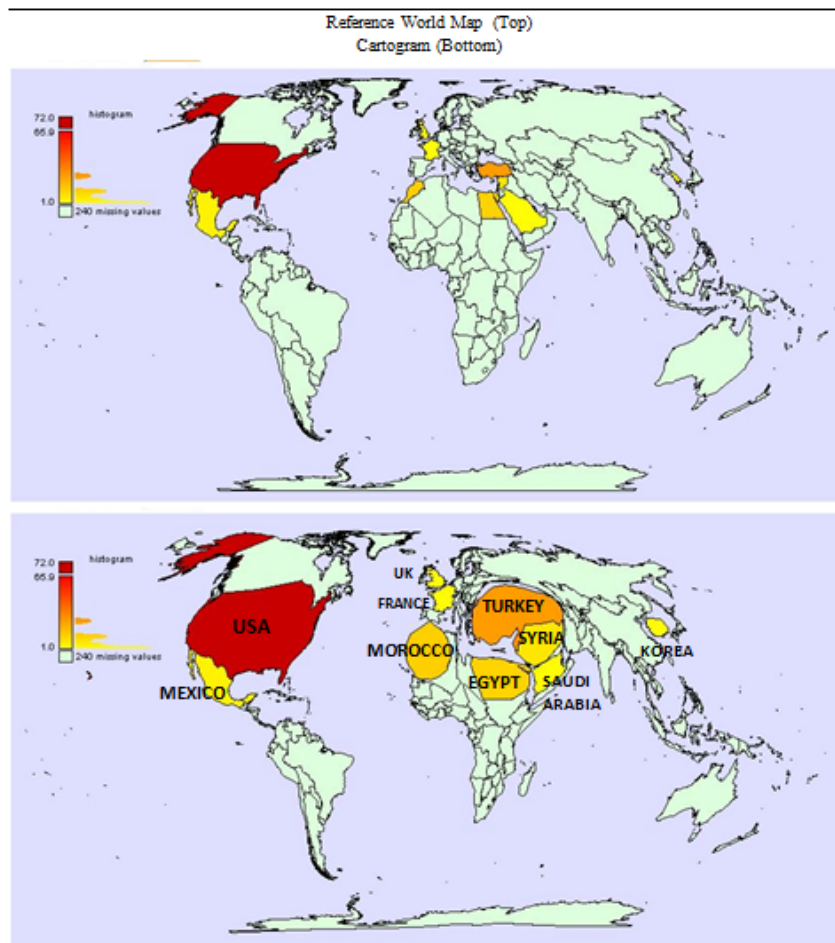 Reference World Map (Top)
Cartogram (Bottom)
histogram
72.0
65.9
1.0
240 missing values
histogram
72.0
65.9
1.0
240 missing values
UK
FRANCE
TURKEY
USA
SYRIA
MOROCCO
KOREA
EGYPT
SAUDI
ARABIA
MEXICO